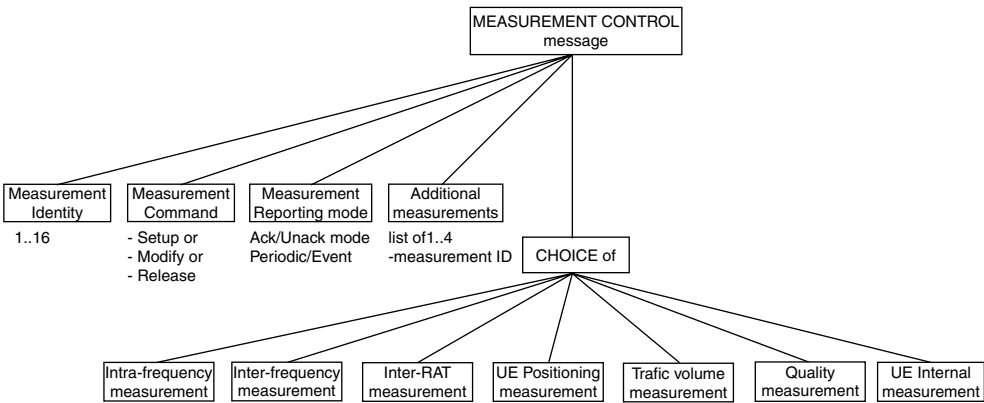 MEASUREMENT CONTROL
message
Measurement
Identity
1..16
Measurement
Command
- Setup or
- Modify or
- Release
Measurement
Reporting mode
Ack/Unack mode
Periodic/Event
Additional
measurements
list of1..4
-measurement ID
CHOICE of
Intra-frequency
measurement
Inter-frequency
measurement
Inter-RAT
measurement
UE Positioning
measurement
Trafic volume
measurement
Quality
measurement
UE Internal
measurement